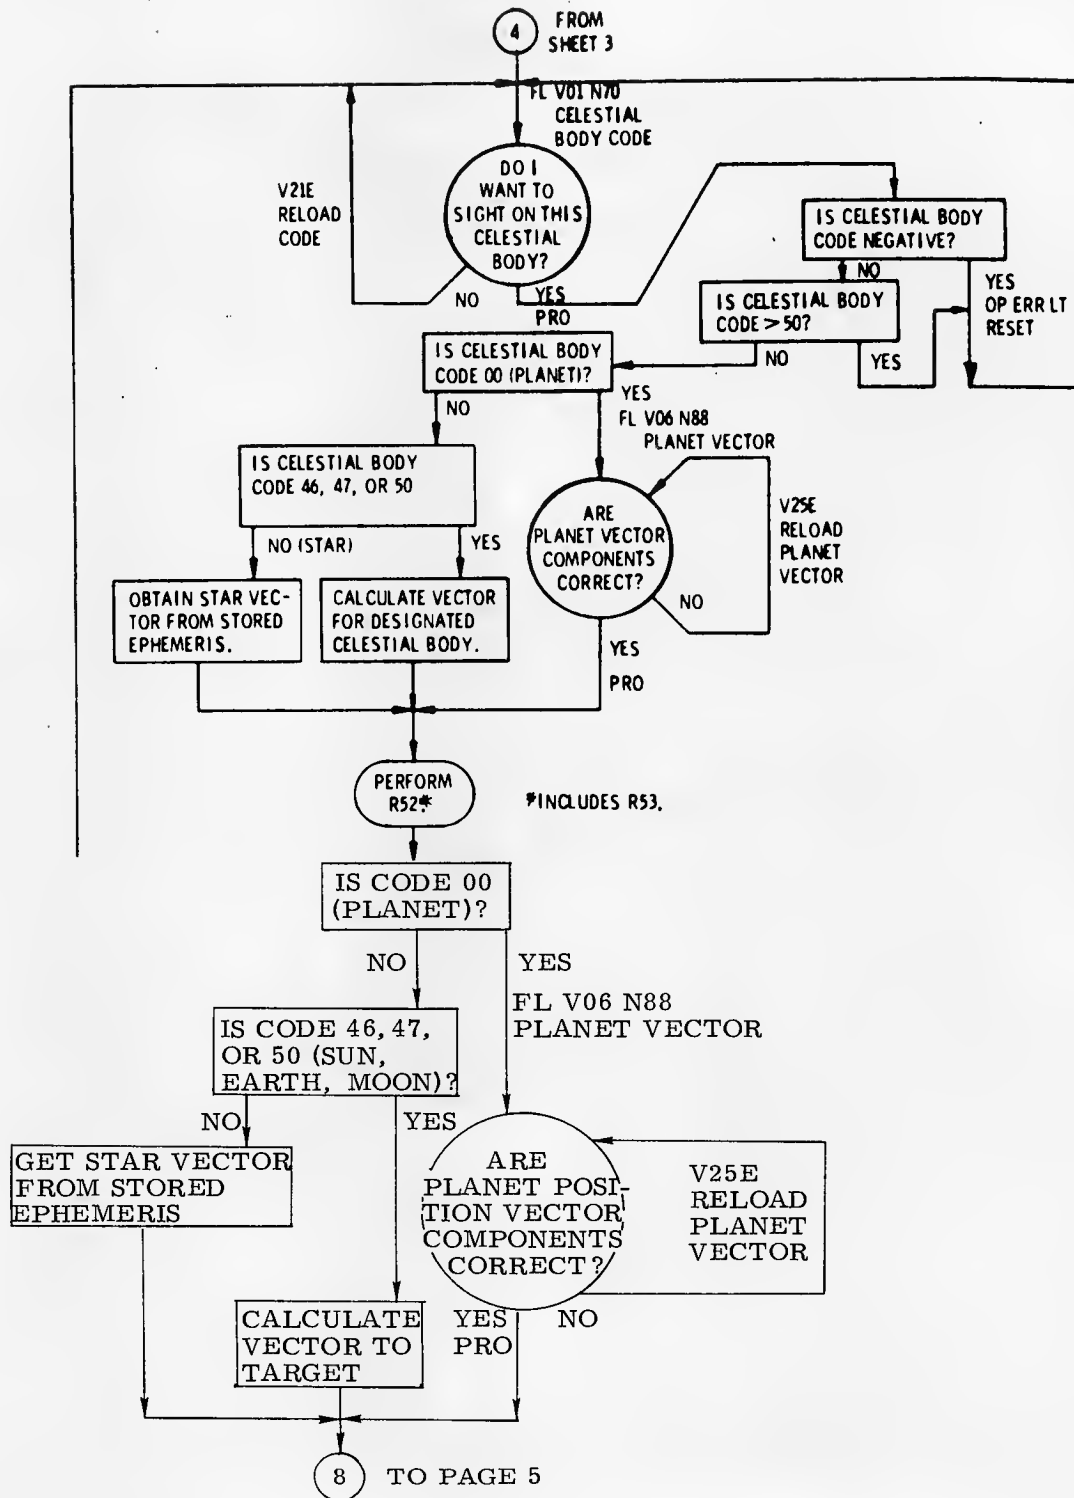 4
FROM
SHEET 3
FL V01 N70
CELESTIAL
BODY CODE
DO I
WANT TO
SIGHT ON THIS
CELESTIAL
BODY?
V21E
RELOAD
CODE
NO
YES
PRO
IS CELESTIAL BODY
CODE NEGATIVE?
NO
YES
OP ERR LT
RESET
IS CELESTIAL BODY
CODE > 50?
NO
YES
IS CELESTIAL BODY
CODE 00 (PLANET)?
NO
YES
FL V06 N88
PLANET VECTOR
IS CELESTIAL BODY
CODE 46, 47, OR 50
NO (STAR)
YES
ARE
PLANET VECTOR
COMPONENTS
CORRECT?
V25E
RELOAD
PLANET
VECTOR
NO
YES
PRO
OBTAIN STAR VEC-
TOR FROM STORED
EPHEMERIS.
CALCULATE VECTOR
FOR DESIGNATED
CELESTIAL BODY.
PERFORM
R52.*
*INCLUDES R53.
IS CODE 00
(PLANET)?
NO
YES
FL V06 N88
PLANET VECTOR
IS CODE 46, 47,
OR 50 (SUN,
EARTH, MOON)?
NO
YES
GET STAR VECTOR
FROM STORED
EPHEMERIS
ARE
PLANET POSI-
TION VECTOR
COMPONENTS
CORRECT?
V25E
RELOAD
PLANET
VECTOR
CALCULATE
VECTOR TO
TARGET
YES
PRO
NO
8
TO PAGE 5